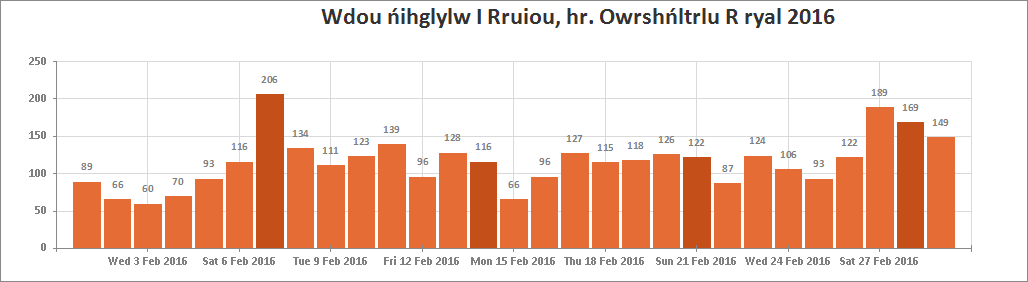 Wdou ńihglylw I Rruiou, hr. Owrshńltrlu R ryal 2016
250
200
150
100
50
0
89 66 60 70 93 116 206 134 111 123 139 96 128 116 66 96 127 115 118 126 122 87 124 106 93 122 189 169 149
Wed 3 Feb 2016 Sat 6 Feb 2016 Tue 9 Feb 2016 Fri 12 Feb 2016 Mon 15 Feb 2016 Thu 18 Feb 2016 Sun 21 Feb 2016 Wed 24 Feb 2016 Sat 27 Feb 2016